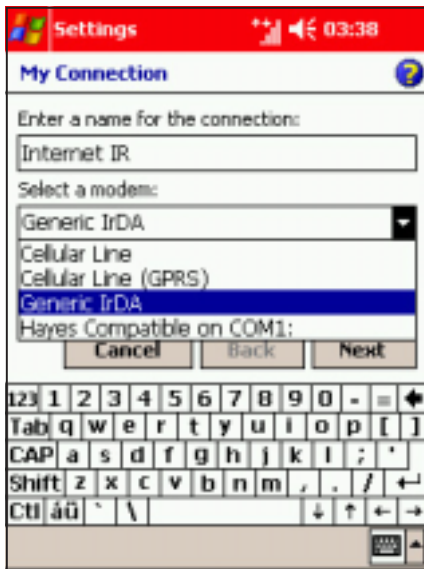 Settings 03:38
My Connection ?
Enter a name for the connection:
Internet IR
Select a modem:
Generic IrDA
Cellular Line
Cellular Line (GPRS)
Generic IrDA
Hayes Compatible on COM1:
Cancel Back Next
123 1 2 3 4 5 6 7 8 9 0 - = ←
Tab q w e r t y u i o p [ ]
CAP a s d f g h j k l ; '
Shift z x c v b n m , . / ↵
Ctl áü ` \ ↓ ↑ ← →